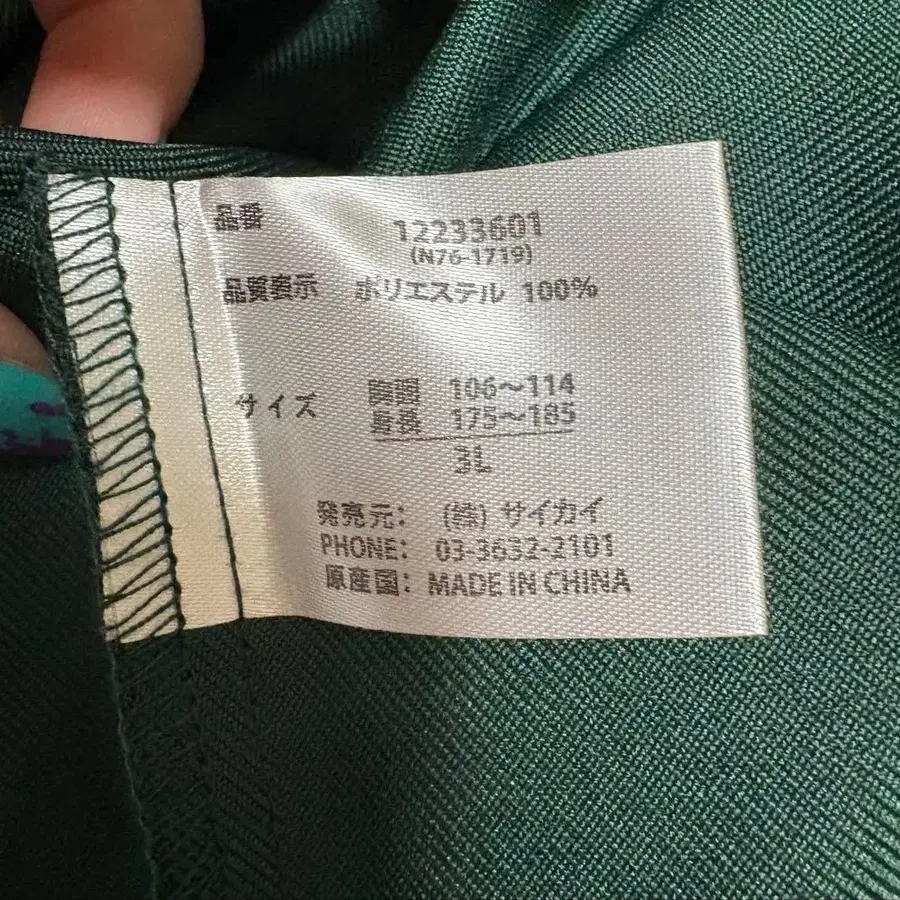 品番 12233601
(N76-1719)
品質表示 ポリエステル 100%
サイズ 胸囲 106～114
身長 175～185
3L
発売元： (株) サイカイ
PHONE： 03-3632-2101
原産国： MADE IN CHINA